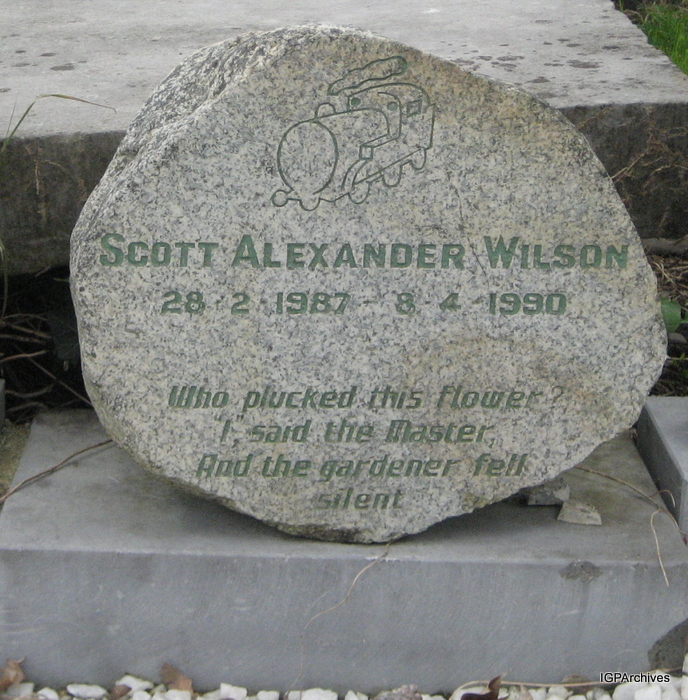 SCOTT ALEXANDER WILSON
28 - 2 - 1987 - 8 - 4 - 1990
Who plucked this flower?
I, said the Master,
And the gardener fell
silent
IGPArchives